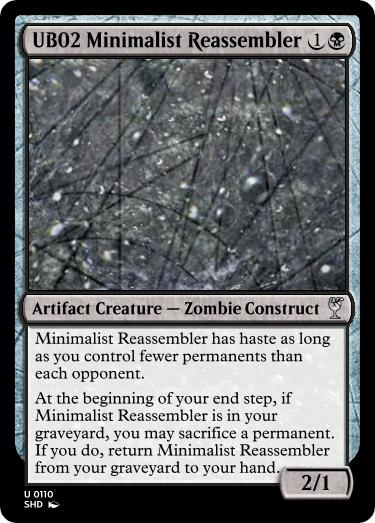 UB02 Minimalist Reassembler 1
Artifact Creature — Zombie Construct
Minimalist Reassembler has haste as long
as you control fewer permanents than
each opponent.
At the beginning of your end step, if
Minimalist Reassembler is in your
graveyard, you may sacrifice a permanent.
If you do, return Minimalist Reassembler
from your graveyard to your hand.
2/1
U 0110
SHD